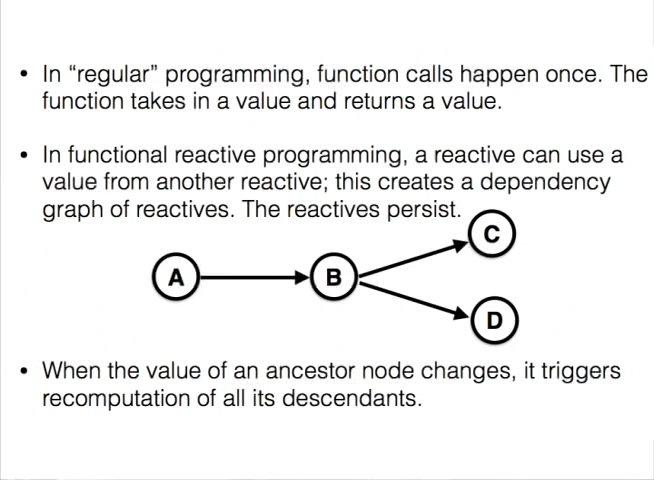 • In “regular” programming, function calls happen once. The
function takes in a value and returns a value.
• In functional reactive programming, a reactive can use a
value from another reactive; this creates a dependency
graph of reactives. The reactives persist.
C
A
B
D
• When the value of an ancestor node changes, it triggers
recomputation of all its descendants.